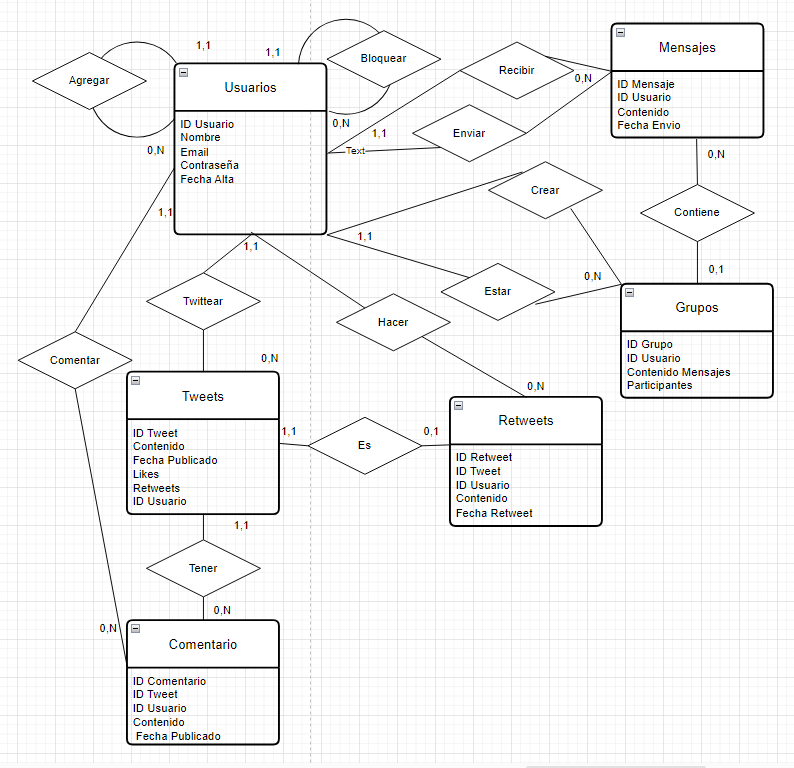 Agregar
1,1
0,N
1,1
Bloquear
0,N
Usuarios
ID Usuario
Nombre
Email
Contraseña
Fecha Alta
Recibir
0,N
1,1
Enviar
Text
Mensajes
ID Mensaje
ID Usuario
Contenido
Fecha Envio
0,N
Contiene
0,1
Crear
1,1
Estar
0,N
Grupos
ID Grupo
ID Usuario
Contenido Mensajes
Participantes
1,1
Comentar
0,N
1,1
Twittear
0,N
Hacer
0,N
Tweets
ID Tweet
Contenido
Fecha Publicado
Likes
Retweets
ID Usuario
1,1
Es
0,1
Retweets
ID Retweet
ID Tweet
ID Usuario
Contenido
Fecha Retweet
1,1
Tener
0,N
Comentario
ID Comentario
ID Tweet
ID Usuario
Contenido
Fecha Publicado